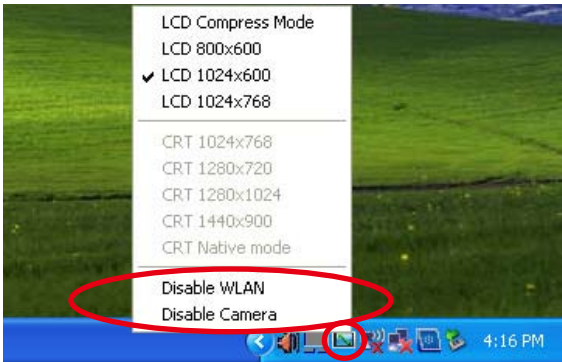 LCD Compress Mode
LCD 800x600
LCD 1024x600
LCD 1024x768
CRT 1024x768
CRT 1280x720
CRT 1280x1024
CRT 1440x900
CRT Native mode
Disable WLAN
Disable Camera
4:16 PM